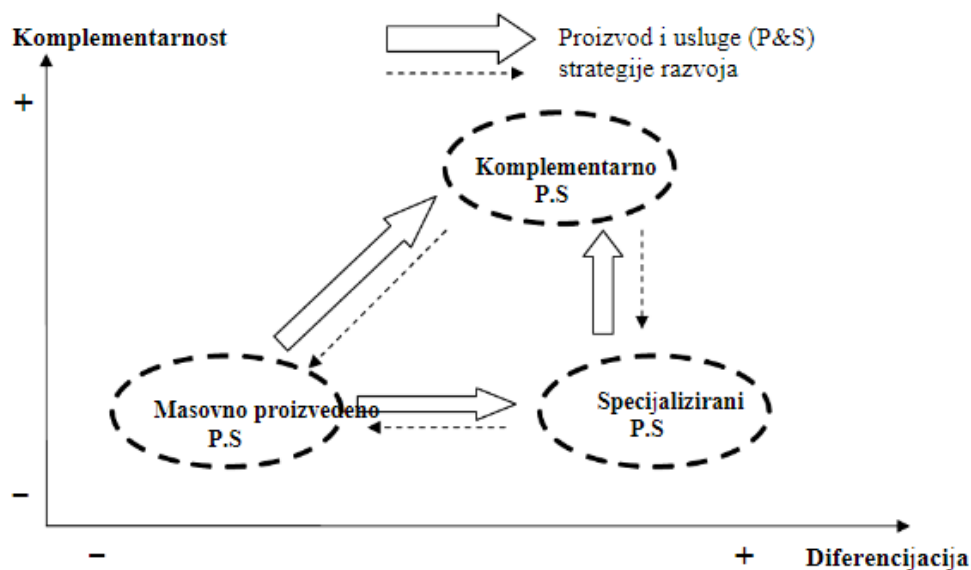 Komplementarnost
Proizvod i usluge (P&S)
strategije razvoja
+
Komplementarno
P.S
Masovno proizvedeno
P.S
Specijalizirani
P.S
−
−
+
Diferencijacija